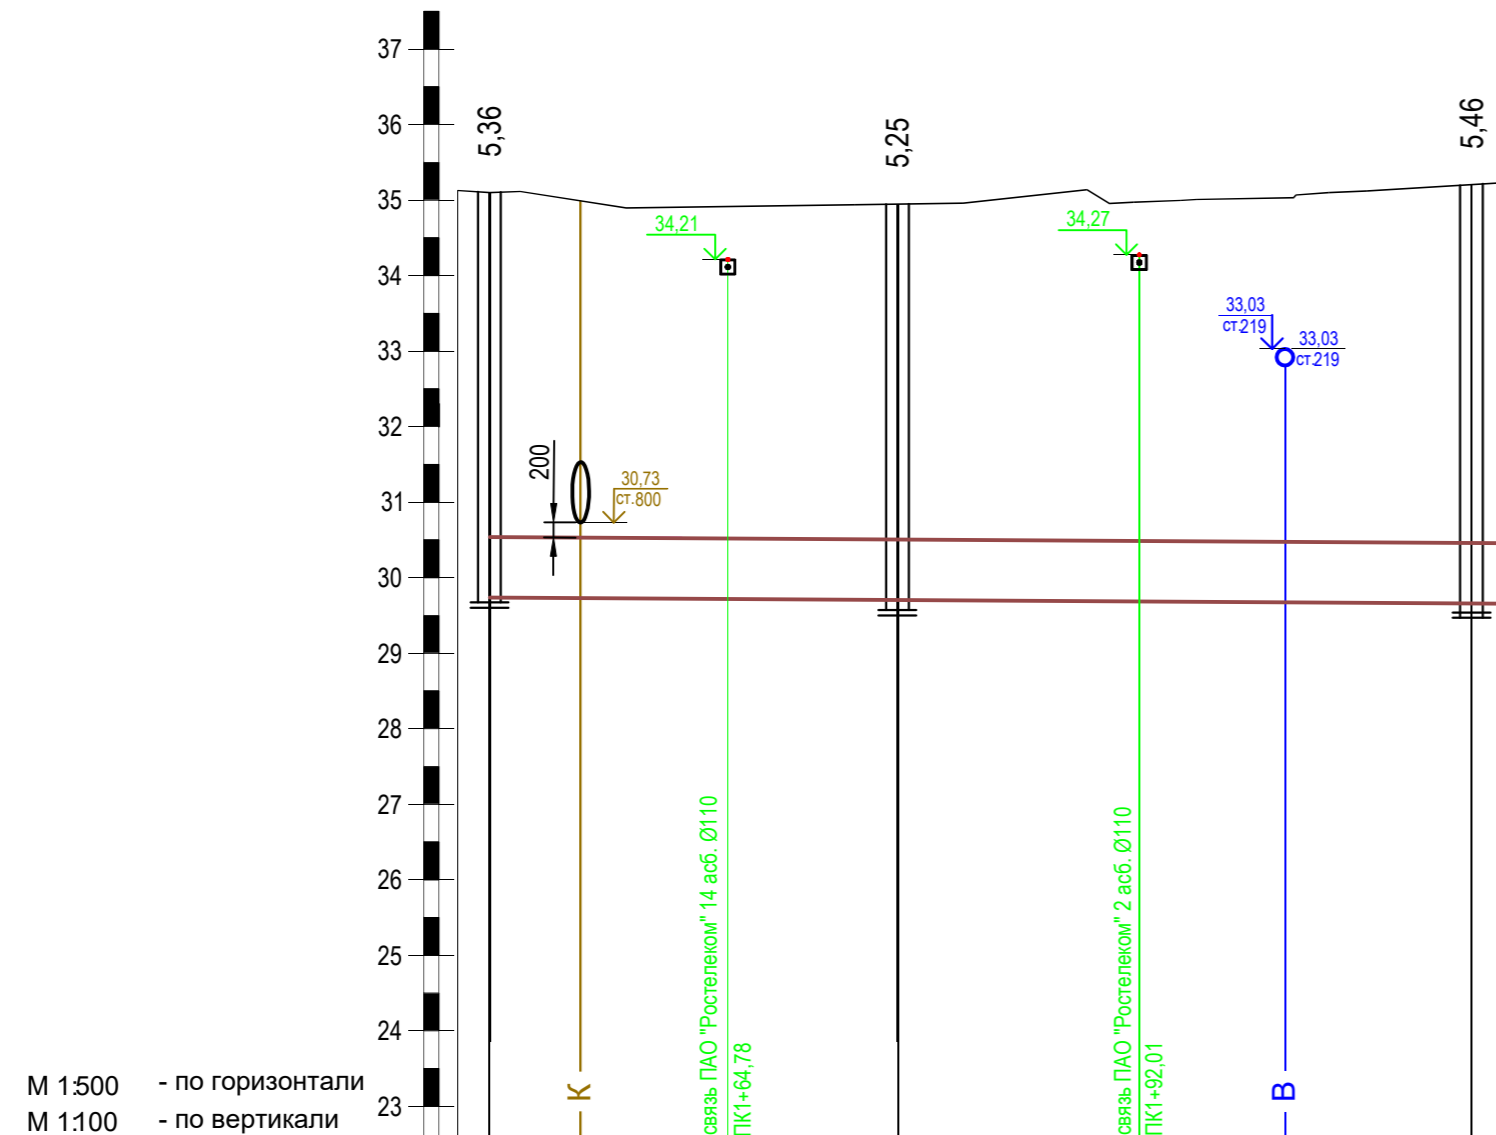 37
36
35
34
33
32
31
30
29
28
27
26
25
24
23
5,36
5,25
5,46
34,21
34,27
33,03
ст.219
33,03
ст.219
200
30,73
ст.800
связь ПАО "Ростелеком" 14 асб. Ø110
ПК1+64,78
связь ПАО "Ростелеком" 2 асб. Ø110
ПК1+92,01
К
В
М 1:500 - по горизонтали
М 1:100 - по вертикали